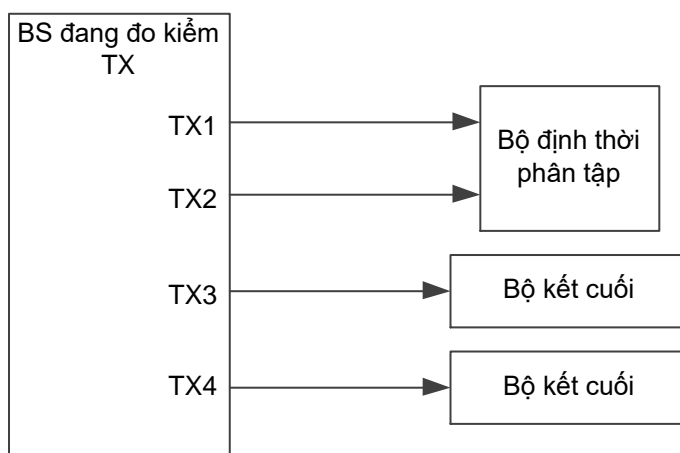 BS đang đo kiểm
TX
TX1
Bộ định thời
phân tập
TX2
TX3
Bộ kết cuối
TX4
Bộ kết cuối